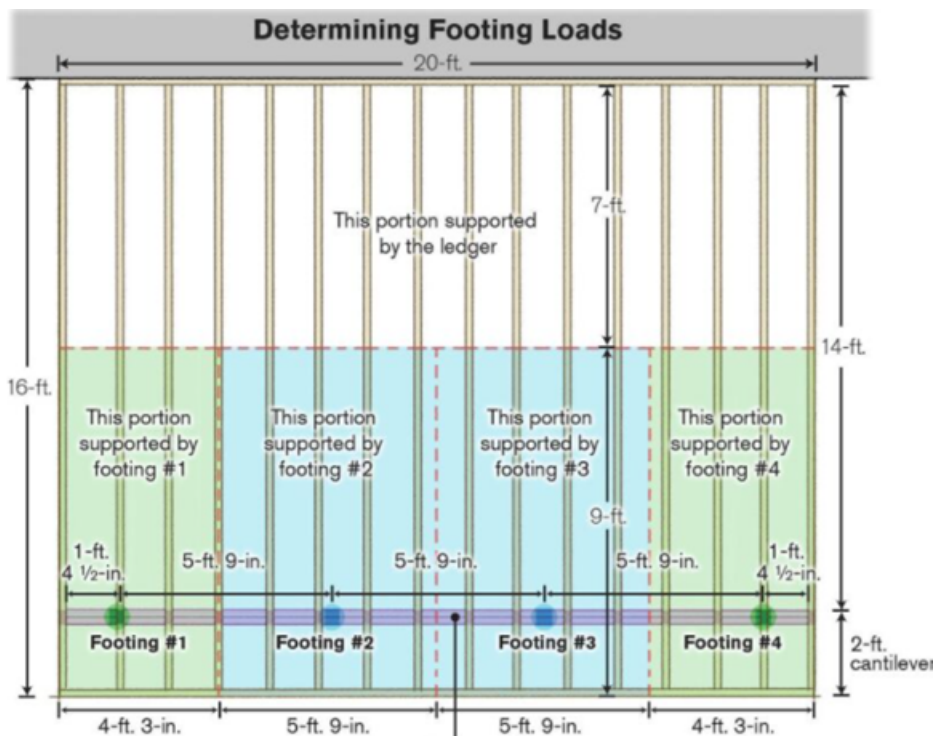 Determining Footing Loads
20-ft.
7-ft.
This portion supported
by the ledger
14-ft.
16-ft.
This portion
supported by
footing #1
This portion
supported by
footing #2
This portion
supported by
footing #3
This portion
supported by
footing #4
9-ft.
1-ft.
4 ½-in.
5-ft. 9-in.
5-ft. 9-in.
5-ft. 9-in.
1-ft.
4 ½-in.
Footing #1
Footing #2
Footing #3
Footing #4
2-ft.
cantilever
4-ft. 3-in.
5-ft. 9-in.
5-ft. 9-in.
4-ft. 3-in.